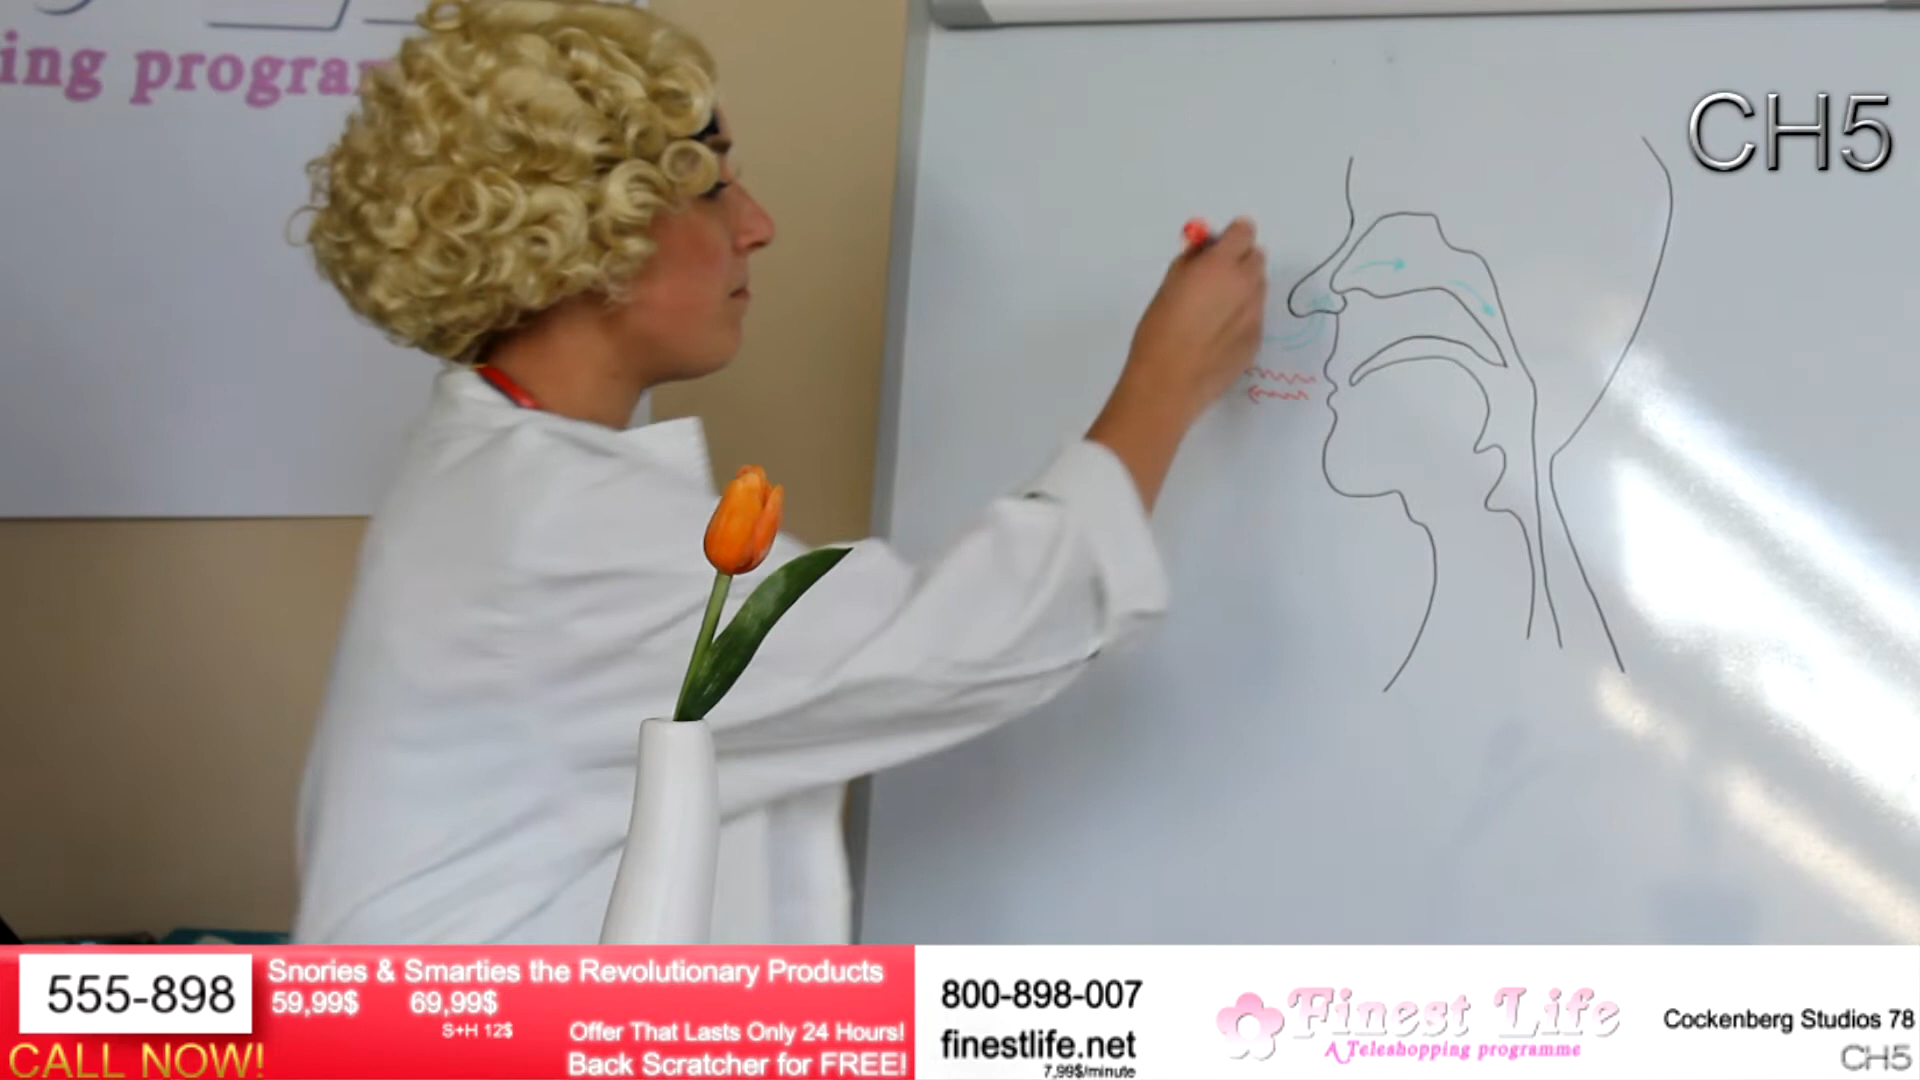 ing progra
CH5
555-898
CALL NOW!
Snories & Smarties the Revolutionary Products
59,99$ 69,99$
S+H 12$
Offer That Lasts Only 24 Hours!
Back Scratcher for FREE!
800-898-007
finestlife.net
7,99$/minute
Finest Life
A Teleshopping programme
Cockenberg Studios 78
CH5